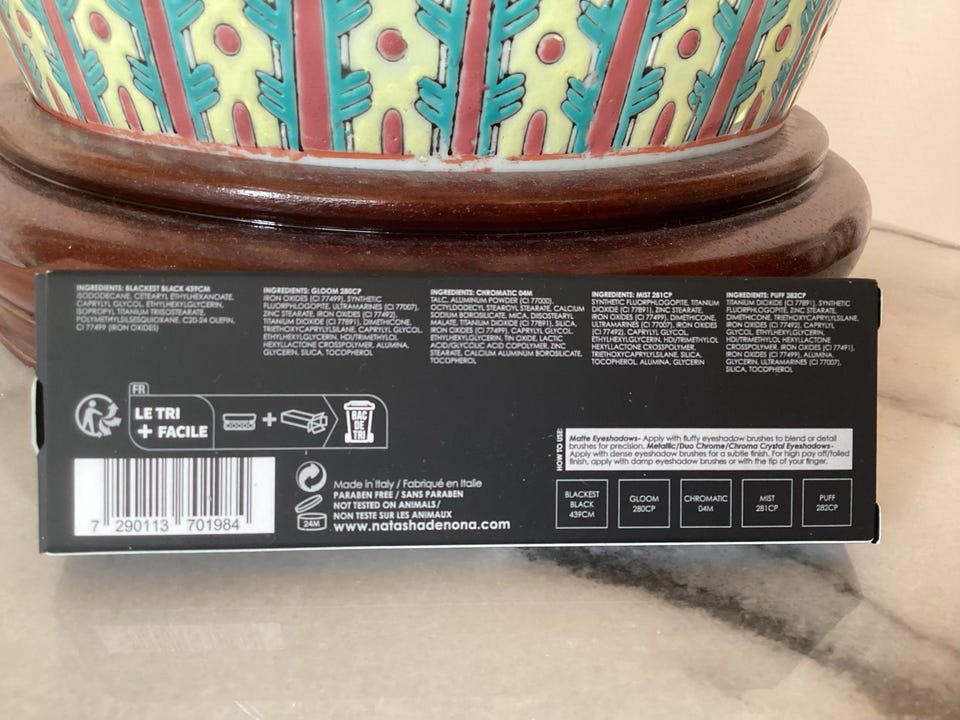 INGREDIENTS: BLACKEST BLACK 439CM
ISODODECANE, CETEARYL ETHYLHEXANOATE,
CAPRYLYL GLYCOL, ETHYLHEXYLGLYCERIN,
ISOPROPYL TITANIUM TRIISOSTEARATE,
POLYMETHYLSILSESQUIOXANE, C20-24 OLEFIN,
CI 77499 (IRON OXIDES)
INGREDIENTS: GLOOM 280CP
IRON OXIDES (CI 77499), SYNTHETIC
FLUORPHLOGOPITE, ULTRAMARINES (CI 77007),
ZINC STEARATE, IRON OXIDES (CI 77492),
TITANIUM DIOXIDE (CI 77891), DIMETHICONE,
TRIETHOXYCAPRYLYLSILANE, CAPRYLYL GLYCOL,
ETHYLHEXYLGLYCERIN, HDI/TRIMETHYLOL
HEXYLLACTONE CROSSPOLYMER, ALUMINA,
GLYCERIN, SILICA, TOCOPHEROL
INGREDIENTS: CHROMATIC 04M
TALC, ALUMINUM POWDER (CI 77000),
OCTYLDODECYL STEAROYL STEARATE, CALCIUM
SODIUM BOROSILICATE, MICA, DIISOSTEARYL
MALATE, TITANIUM DIOXIDE (CI 77891), SILICA,
IRON OXIDES (CI 77499), CAPRYLYL GLYCOL,
ETHYLHEXYLGLYCERIN, TIN OXIDE, LACTIC
ACID/GLYCOLIC ACID COPOLYMER, ZINC
STEARATE, CALCIUM ALUMINUM BOROSILICATE,
TOCOPHEROL
INGREDIENTS: MIST 281CP
SYNTHETIC FLUORPHLOGOPITE, TITANIUM
DIOXIDE (CI 77891), ZINC STEARATE,
IRON OXIDES (CI 77499), DIMETHICONE,
ULTRAMARINES (CI 77007), IRON OXIDES
(CI 77492), CAPRYLYL GLYCOL,
ETHYLHEXYLGLYCERIN, HDI/TRIMETHYLOL
HEXYLLACTONE CROSSPOLYMER,
TRIETHOXYCAPRYLYLSILANE, SILICA,
TOCOPHEROL, ALUMINA, GLYCERIN
INGREDIENTS: PUFF 282CP
TITANIUM DIOXIDE (CI 77891), SYNTHETIC
FLUORPHLOGOPITE, ZINC STEARATE,
DIMETHICONE, TRIETHOXYCAPRYLYLSILANE,
IRON OXIDES (CI 77492), CAPRYLYL
GLYCOL, ETHYLHEXYLGLYCERIN,
HDI/TRIMETHYLOL HEXYLLACTONE
CROSSPOLYMER, IRON OXIDES (CI 77491),
IRON OXIDES (CI 77499), ALUMINA,
GLYCERIN, ULTRAMARINES (CI 77007),
SILICA, TOCOPHEROL
FR
LE TRI
+ FACILE
+
BAC
DE
TRI
HOW TO USE:
Matte Eyeshadows- Apply with fluffy eyeshadow brushes to blend or detail
brushes for precision. Metallic/Duo Chrome/Chroma Crystal Eyeshadows-
Apply with dense eyeshadow brushes for a subtle finish. For high pay off/foiled
finish, apply with damp eyeshadow brushes or with the tip of your finger.
7 290113 701984
24M
Made in Italy / Fabriqué en Italie
PARABEN FREE / SANS PARABEN
NOT TESTED ON ANIMALS /
NON TESTE SUR LES ANIMAUX
www.natashadenona.com
BLACKEST
BLACK
439CM
GLOOM
280CP
CHROMATIC
04M
MIST
281CP
PUFF
282CP